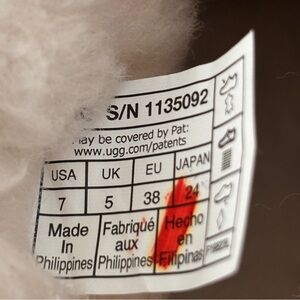 S/N 1135092
may be covered by Pat:
www.ugg.com/patents
USA UK EU JAPAN
7 5 38 24
Made Fabriqué Hecho
In aux en
Philippines Philippines Filipinas